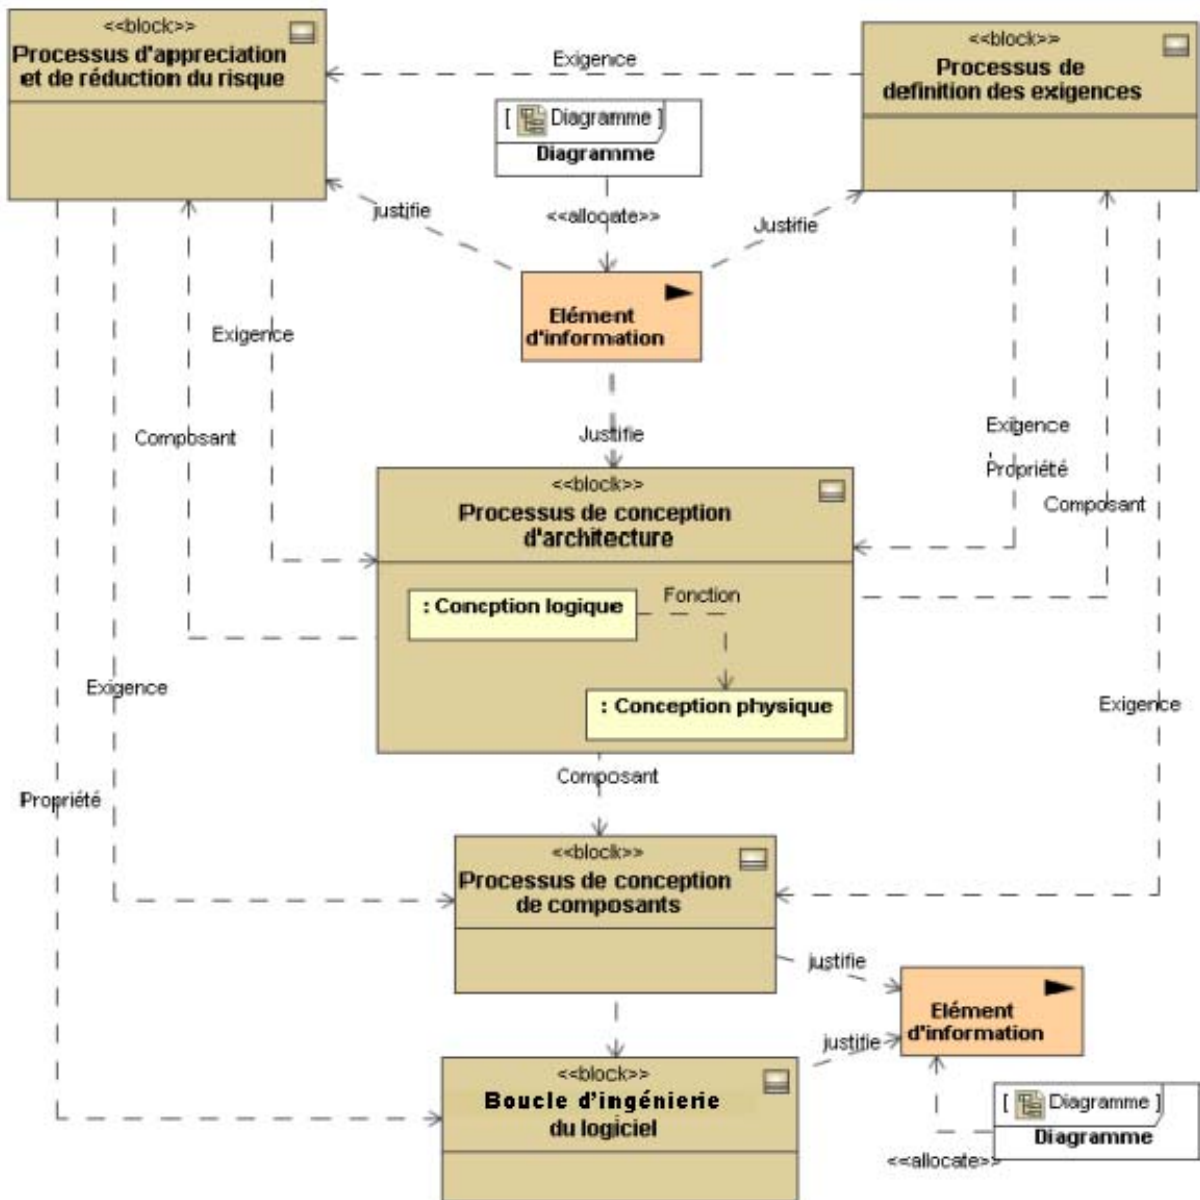 <<block>>
Processus d'appreciation
et de réduction du risque
<<block>>
Processus de
definition des exigences
Exigence
[ Diagramme ]
Diagramme
justifie
<<allocate>>
Justifie
Elément
d'information
Exigence
Composant
Justifie
Exigence
Propriété
Composant
<<block>>
Processus de conception
d'architecture
: Conception logique
Fonction
: Conception physique
Exigence
Exigence
Composant
Propriété
<<block>>
Processus de conception
de composants
justifie
Elément
d'information
justifie
<<block>>
Boucle d'ingénierie
du logiciel
[ Diagramme ]
Diagramme
<<allocate>>